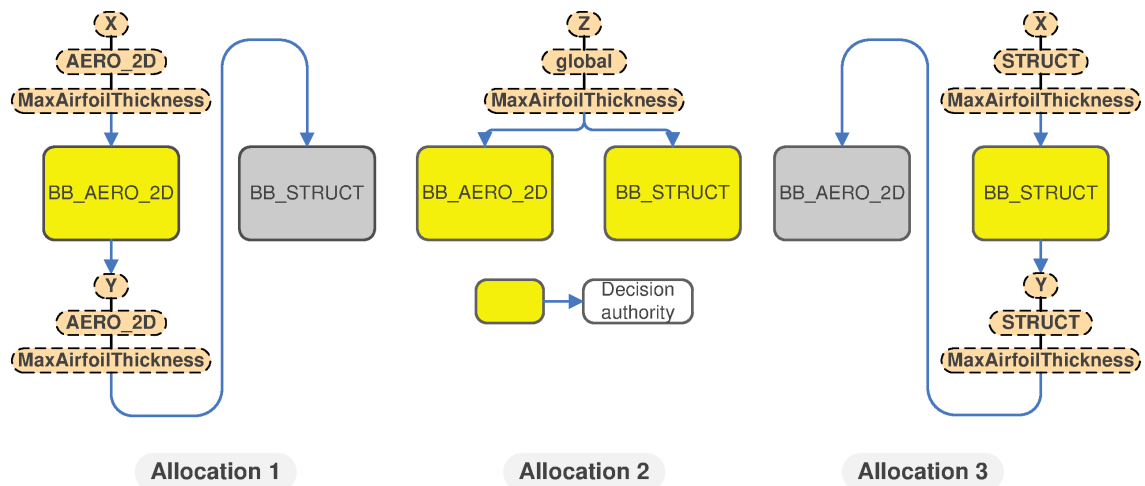 X
AERO_2D
MaxAirfoilThickness
BB_AERO_2D
BB_STRUCT
Y
AERO_2D
MaxAirfoilThickness
Allocation 1
Z
global
MaxAirfoilThickness
BB_AERO_2D
BB_STRUCT
Decision
authority
Allocation 2
X
STRUCT
MaxAirfoilThickness
BB_AERO_2D
BB_STRUCT
Y
STRUCT
MaxAirfoilThickness
Allocation 3